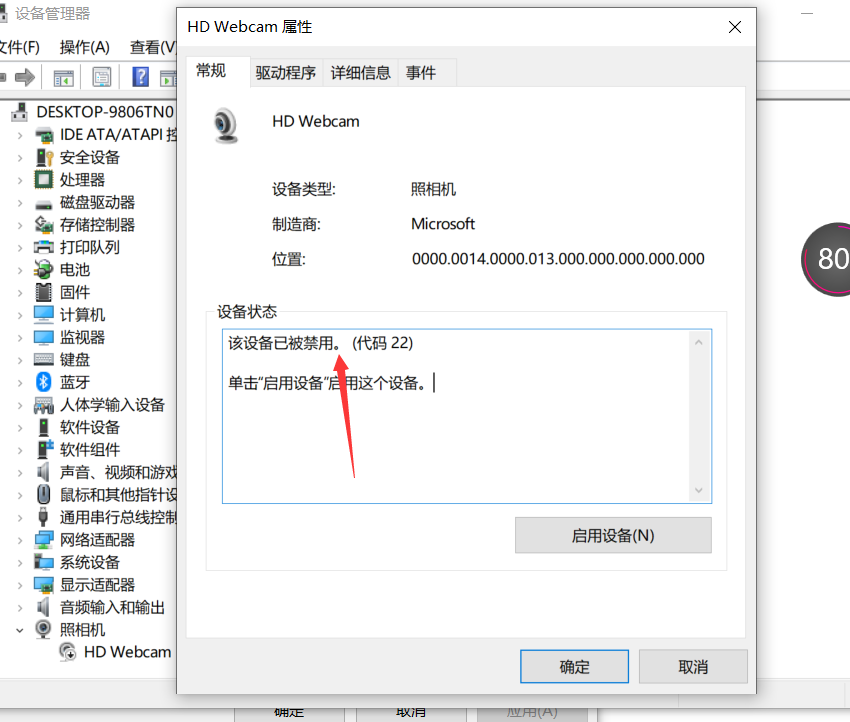 设备管理器
文件(F) 操作(A) 查看(V)
HD Webcam 属性
常规 驱动程序 详细信息 事件
HD Webcam
设备类型: 照相机
制造商: Microsoft
位置: 0000.0014.0000.013.000.000.000.000.000
设备状态
该设备已被禁用。 (代码 22)
单击"启用设备"启用这个设备。
启用设备(N)
确定 取消
DESKTOP-9806TN0
IDE ATA/ATAPI 控
安全设备
处理器
磁盘驱动器
存储控制器
打印队列
电池
固件
计算机
监视器
键盘
蓝牙
人体学输入设备
软件设备
软件组件
声音、视频和游戏
鼠标和其他指针设
通用串行总线控制
网络适配器
系统设备
显示适配器
音频输入和输出
照相机
HD Webcam
80
确定 取消 应用(A)